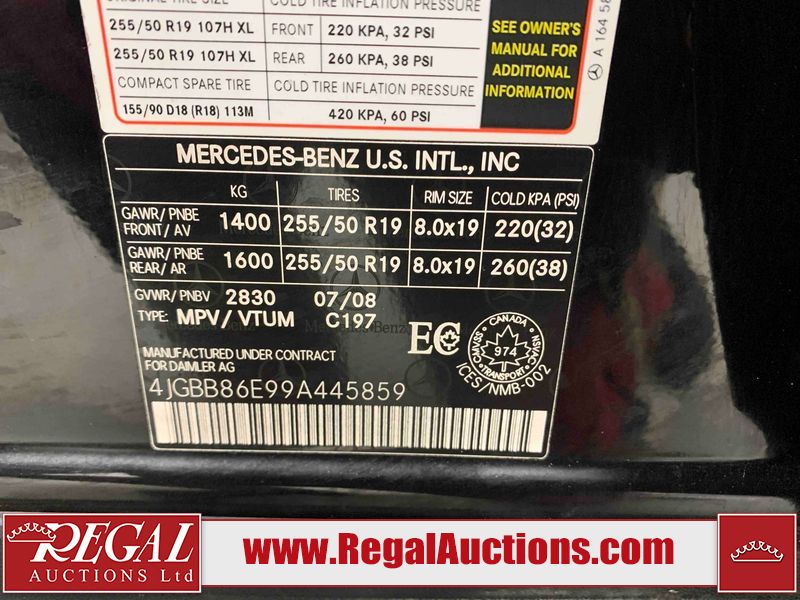 ORIGINAL TIRE SIZE COLD TIRE INFLATION PRESSURE
255/50 R19 107H XL FRONT 220 KPA, 32 PSI
255/50 R19 107H XL REAR 260 KPA, 38 PSI
COMPACT SPARE TIRE COLD TIRE INFLATION PRESSURE
155/90 D18 (R18) 113M 420 KPA, 60 PSI
SEE OWNER'S
MANUAL FOR
ADDITIONAL
INFORMATION
A 164 58
MERCEDES-BENZ U.S. INTL., INC
KG TIRES RIM SIZE COLD KPA (PSI)
GAWR/ PNBE
FRONT/ AV 1400 255/50 R19 8.0x19 220(32)
GAWR/ PNBE
REAR/ AR 1600 255/50 R19 8.0x19 260(38)
GVWR/ PNBV 2830 07/08
TYPE: MPV/ VTUM C197
MANUFACTURED UNDER CONTRACT
FOR DAIMLER AG
4JGBB86E99A445859
EC
CANADA
974
TRANSPORT
ICES/NMB-002
REGAL
AUCTIONS Ltd
www.RegalAuctions.com